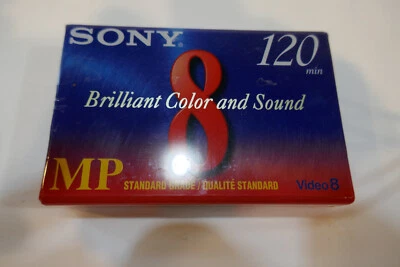 SONY®
120
min
8
Brilliant Color and Sound
MP STANDARD GRADE / QUALITÉ STANDARD
Video8